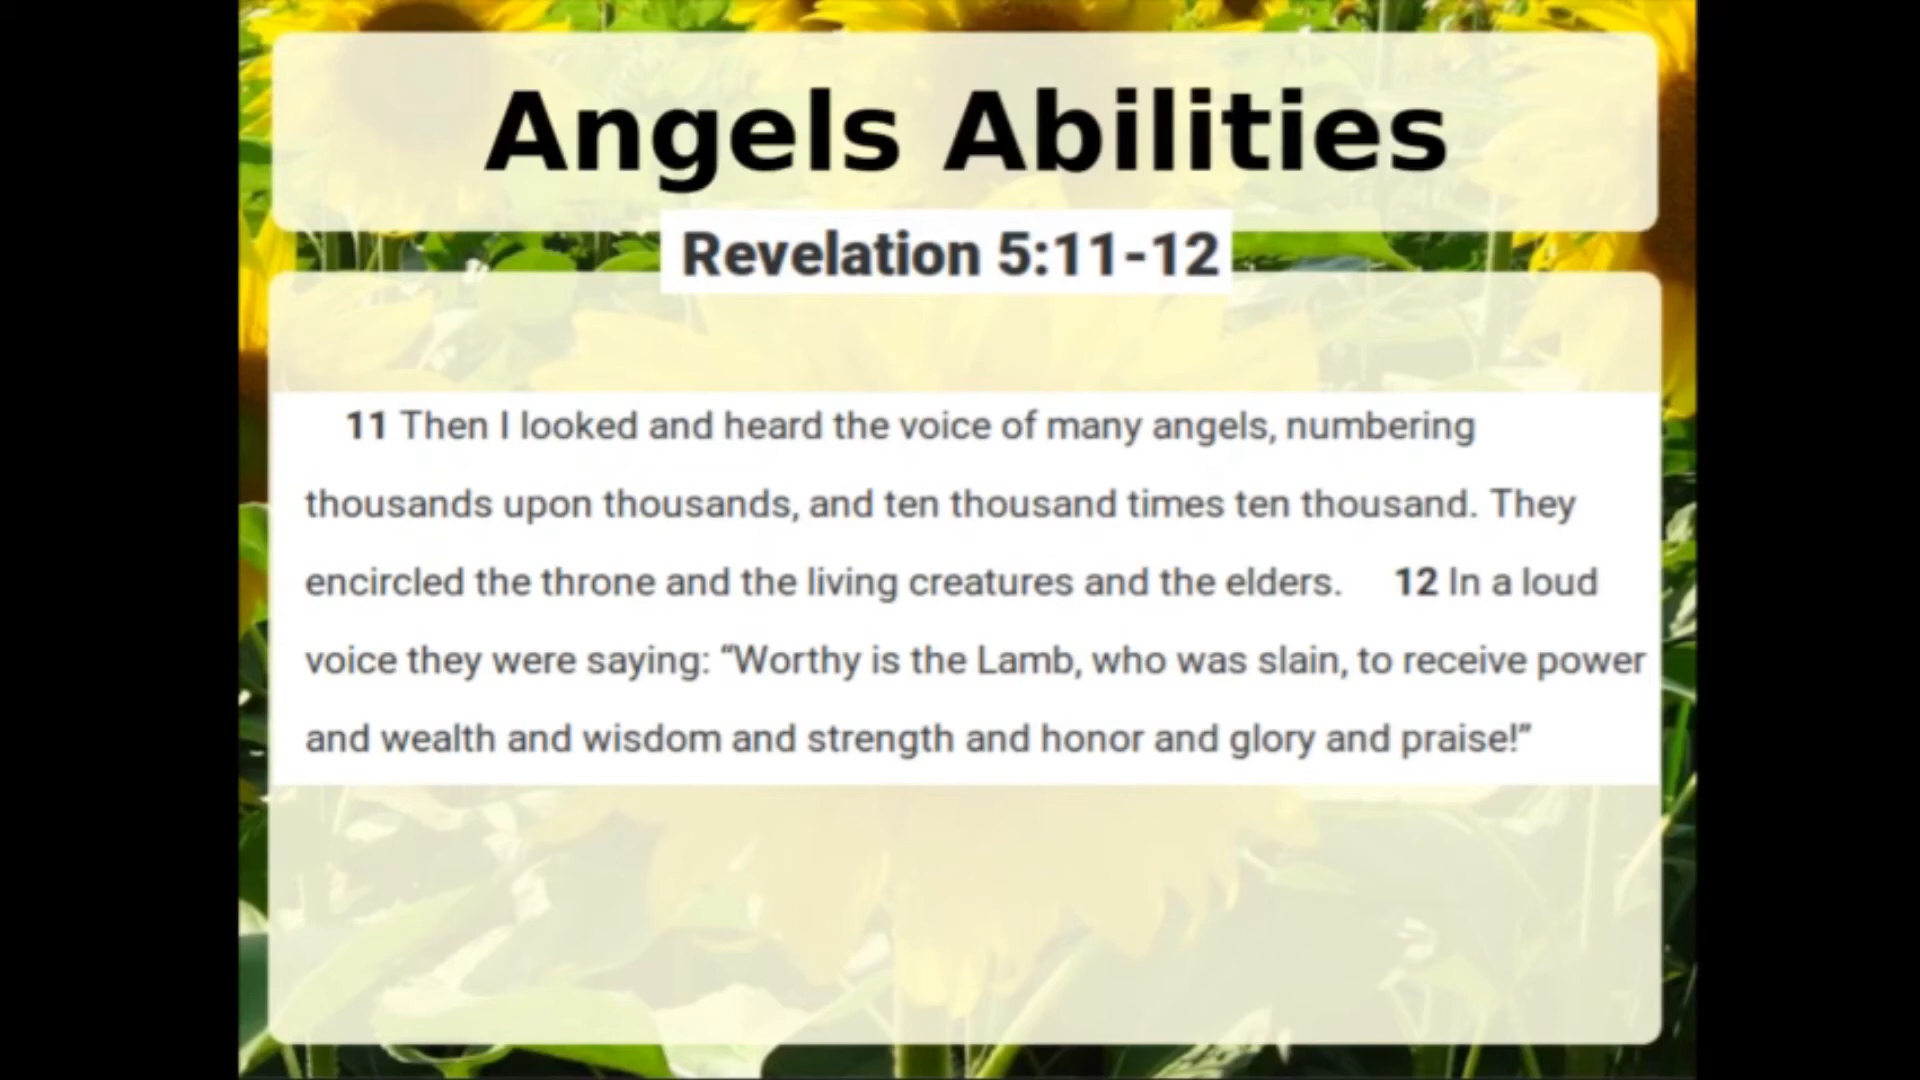 Angels Abilities
Revelation 5:11-12
11 Then I looked and heard the voice of many angels, numbering
thousands upon thousands, and ten thousand times ten thousand. They
encircled the throne and the living creatures and the elders. 12 In a loud
voice they were saying: “Worthy is the Lamb, who was slain, to receive power
and wealth and wisdom and strength and honor and glory and praise!”